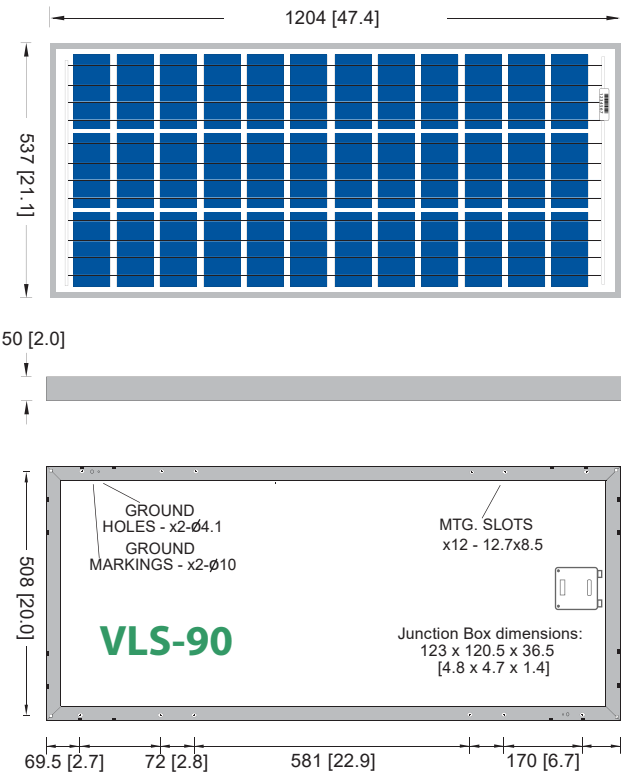 1204 [47.4]
537 [21.1]
50 [2.0]
GROUND
HOLES - x2-Ø4.1
GROUND
MARKINGS - x2-Ø10
MTG. SLOTS
x12 - 12.7x8.5
508 [20.0]
VLS-90
Junction Box dimensions:
123 x 120.5 x 36.5
[4.8 x 4.7 x 1.4]
69.5 [2.7]
72 [2.8]
581 [22.9]
170 [6.7]